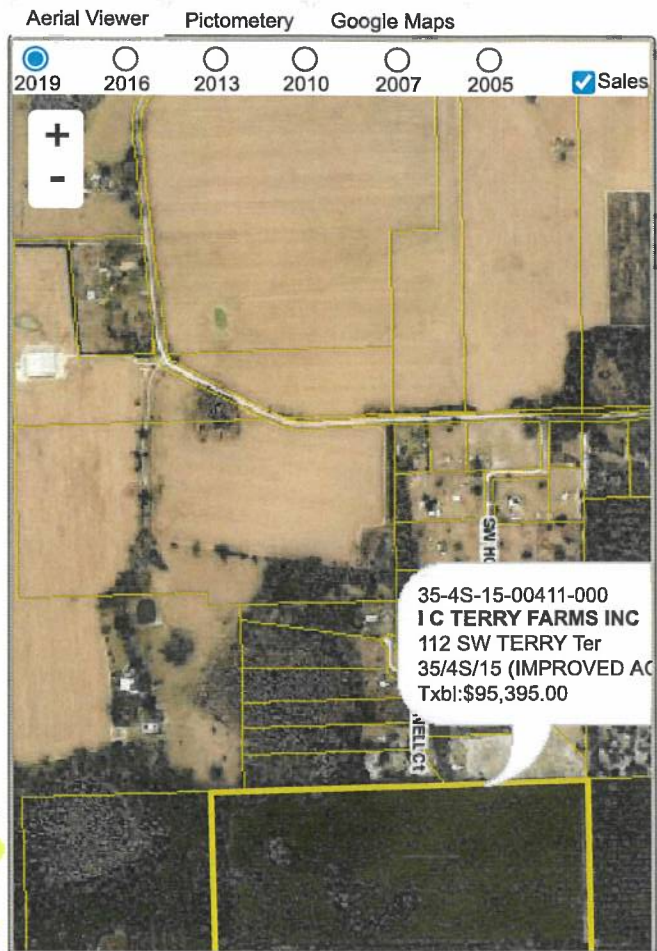 Aerial Viewer Pictometery Google Maps
2019 2016 2013 2010 2007 2005 Sales
+
-
SW HO
35-4S-15-00411-000
I C TERRY FARMS INC
112 SW TERRY Ter
35/4S/15 (IMPROVED AG
Txbl:$95,395.00
NELL Ct